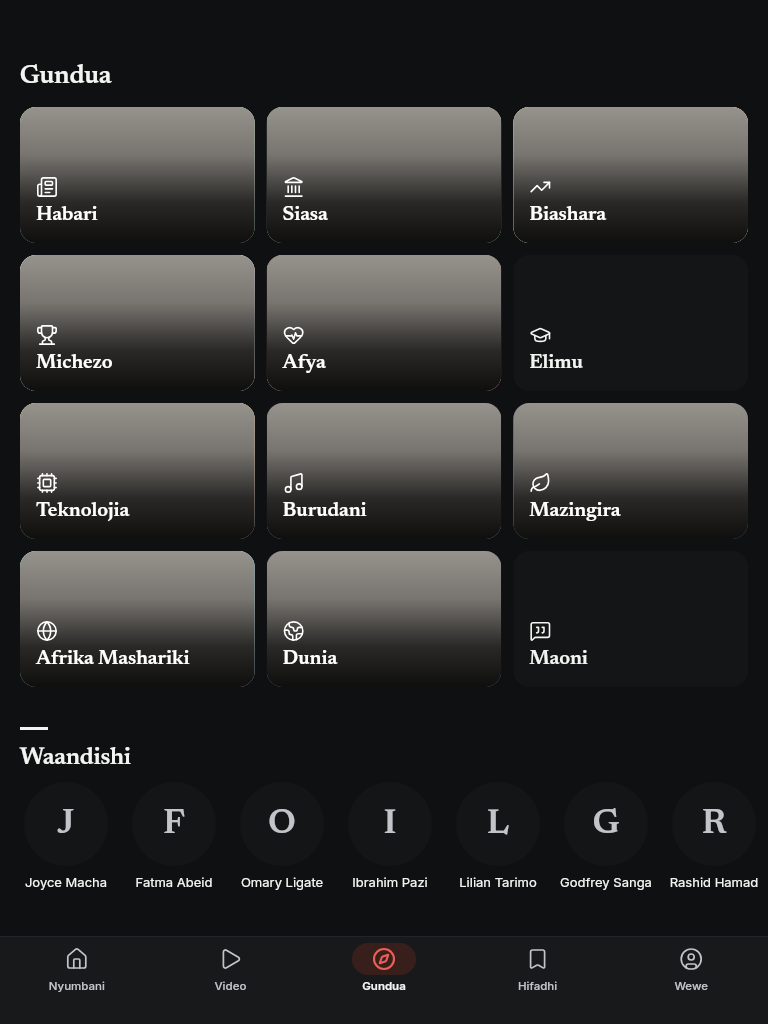 Gundua
Habari
Siasa
Biashara
Michezo
Afya
Elimu
Teknolojia
Burudani
Mazingira
Afrika Mashariki
Dunia
Maoni
Waandishi
J
F
O
I
L
G
R
Joyce Macha
Fatma Abeid
Omary Ligate
Ibrahim Pazi
Lilian Tarimo
Godfrey Sanga
Rashid Hamad
Nyumbani
Video
Gundua
Hifadhi
Wewe